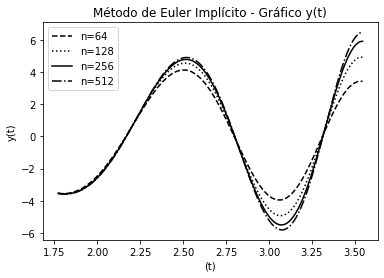 Método de Euler Implícito - Gráfico y(t)
n=64
n=128
n=256
n=512
y(t)
6
4
2
0
−2
−4
−6
1.75 2.00 2.25 2.50 2.75 3.00 3.25 3.50
(t)